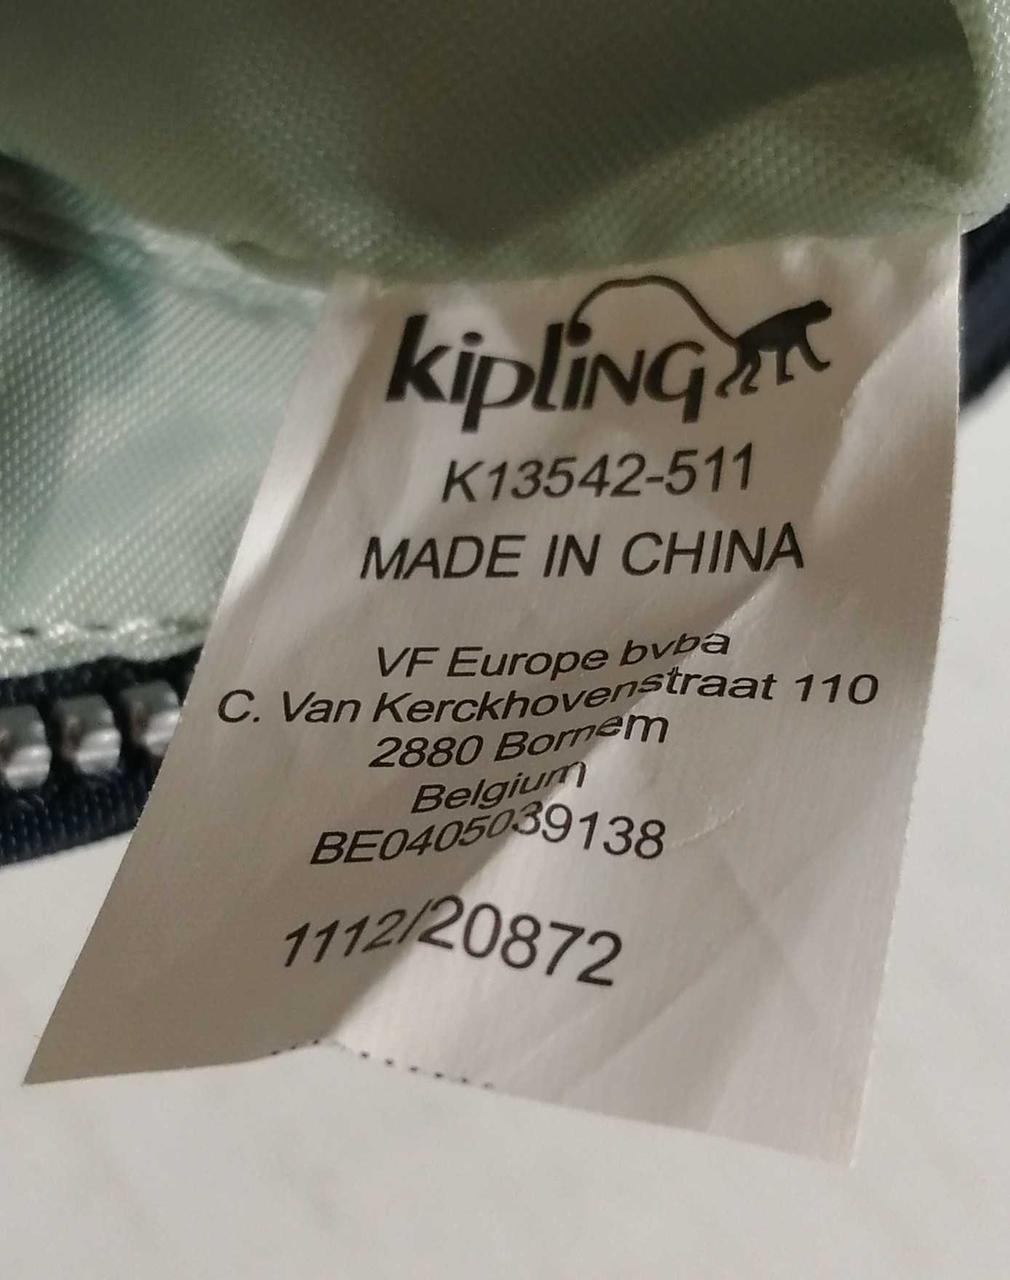 kipling
K13542-511
MADE IN CHINA
VF Europe bvba
C. Van Kerckhovenstraat 110
2880 Bornem
Belgium
BE0405039138
1112/20872